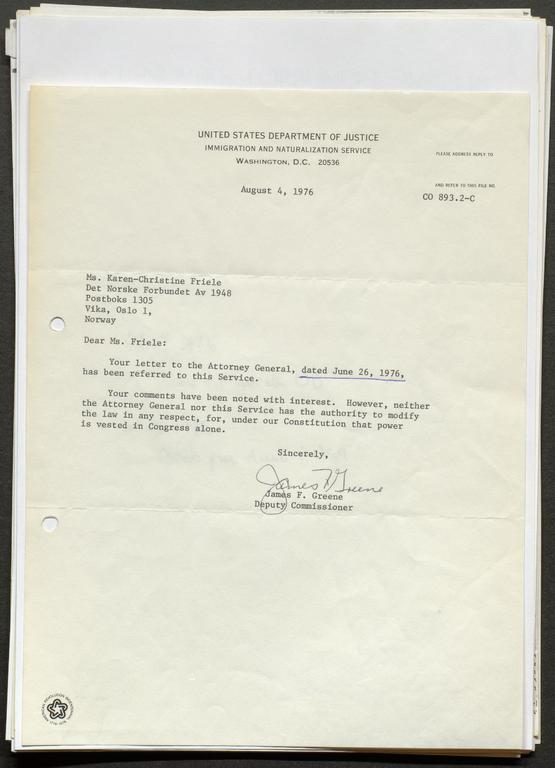 UNITED STATES DEPARTMENT OF JUSTICE
IMMIGRATION AND NATURALIZATION SERVICE
WASHINGTON, D.C. 20536
PLEASE ADDRESS REPLY TO
AND REFER TO THIS FILE NO.
CO 893.2-C
August 4, 1976
Ms. Karen-Christine Friele
Det Norske Forbundet Av 1948
Postboks 1305
Vika, Oslo 1,
Norway
Dear Ms. Friele:
Your letter to the Attorney General, dated June 26, 1976,
has been referred to this Service.
Your comments have been noted with interest. However, neither
the Attorney General nor this Service has the authority to modify
the law in any respect, for, under our Constitution that power
is vested in Congress alone.
Sincerely,
James F Greene
James F. Greene
Deputy Commissioner
AMERICAN REVOLUTION BICENTENNIAL
1776-1976